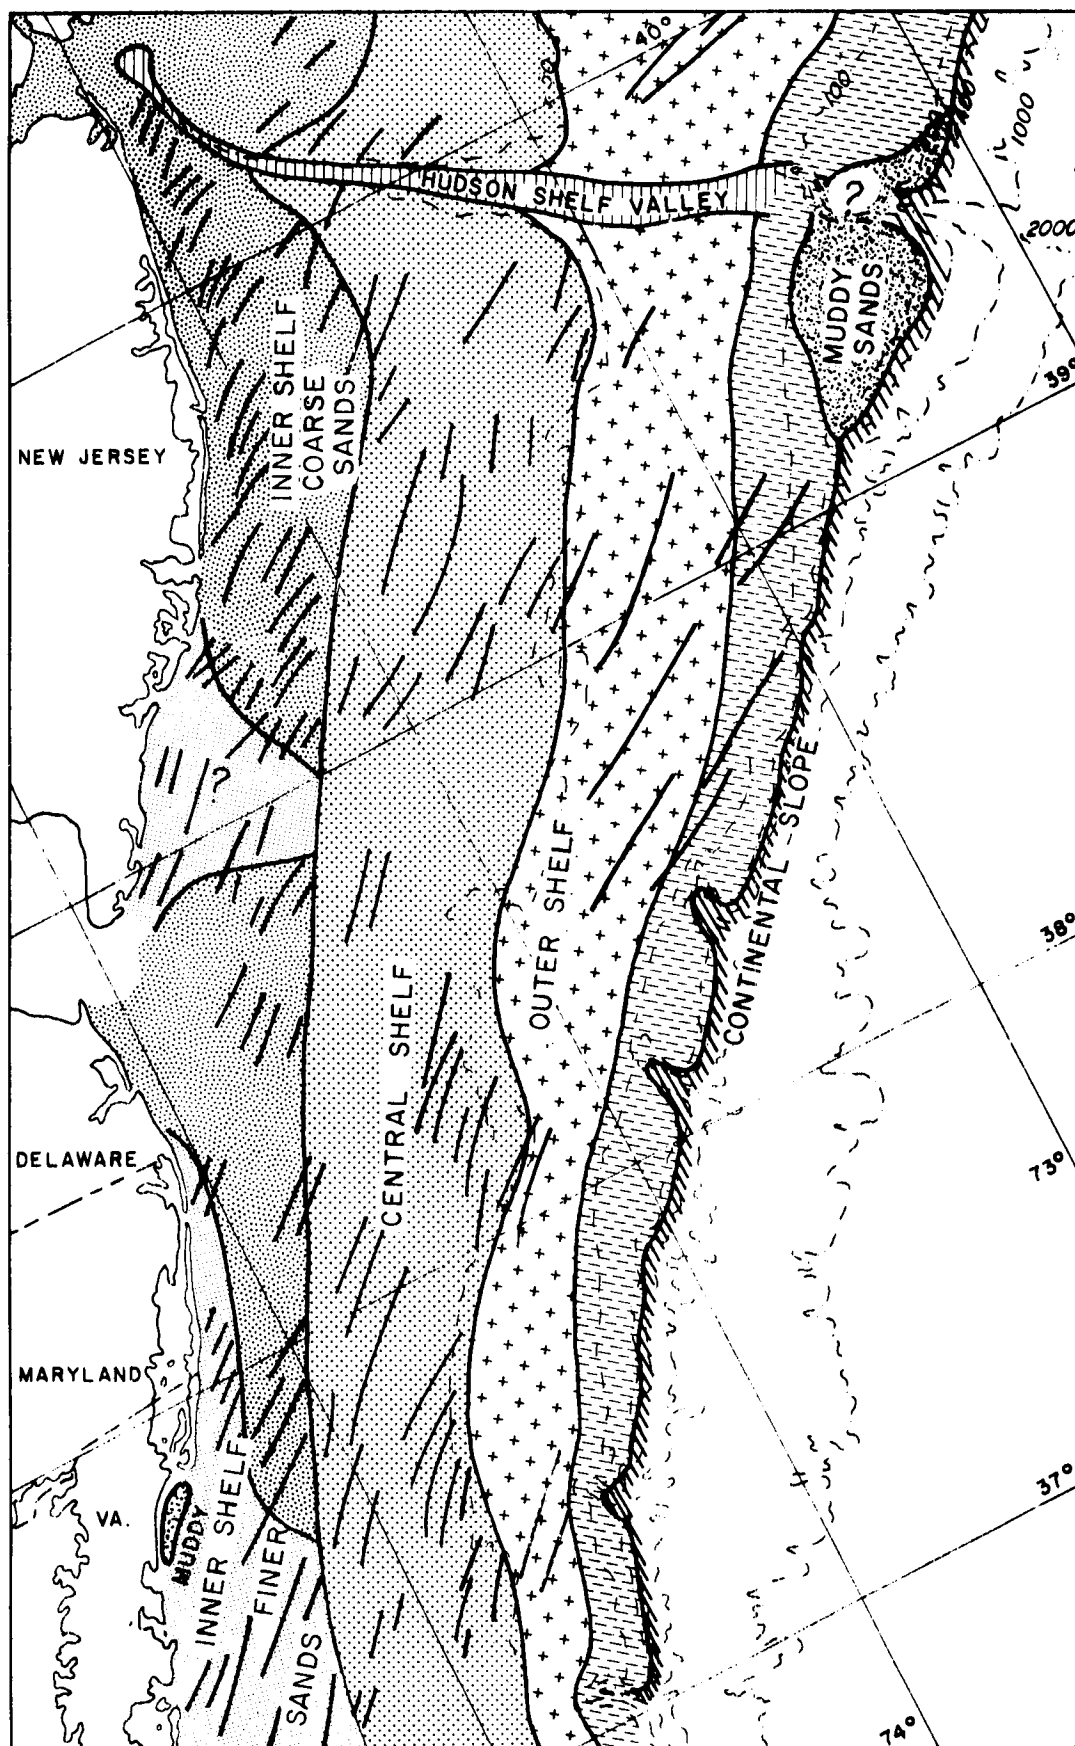 40°
100
1000
HUDSON SHELF VALLEY
?
2000
MUDDY
SANDS
INNER SHELF
COARSE
SANDS
39°
NEW JERSEY
?
OUTER SHELF
CONTINENTAL SLOPE
38°
CENTRAL SHELF
DELAWARE
73°
MARYLAND
37°
VA.
MUDDY
INNER SHELF
FINER
SANDS
74°